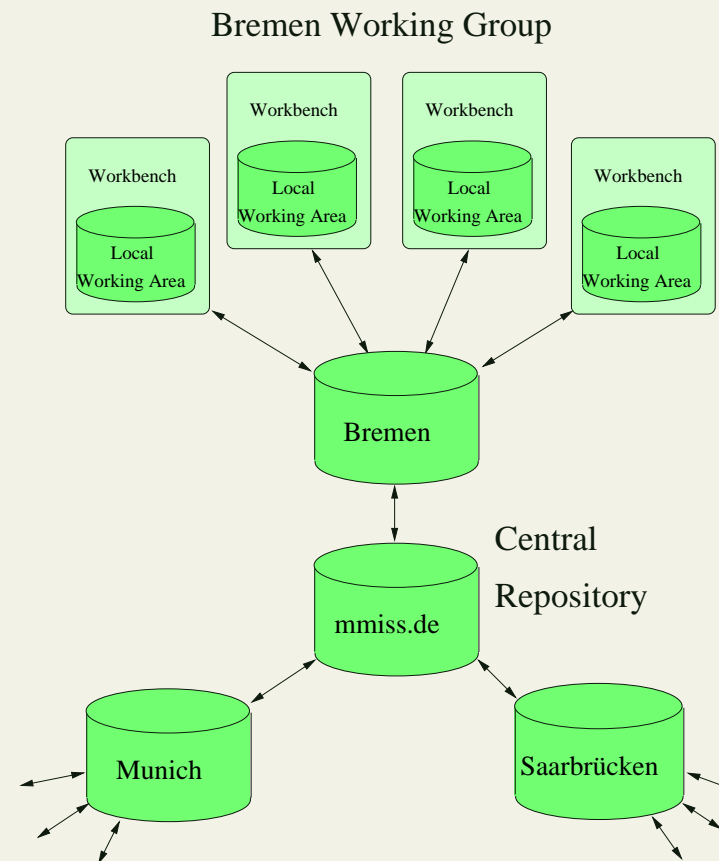 Bremen Working Group
Workbench
Local
Working Area
Workbench
Local
Working Area
Workbench
Local
Working Area
Workbench
Local
Working Area
Bremen
Central
Repository
mmiss.de
Munich
Saarbrücken